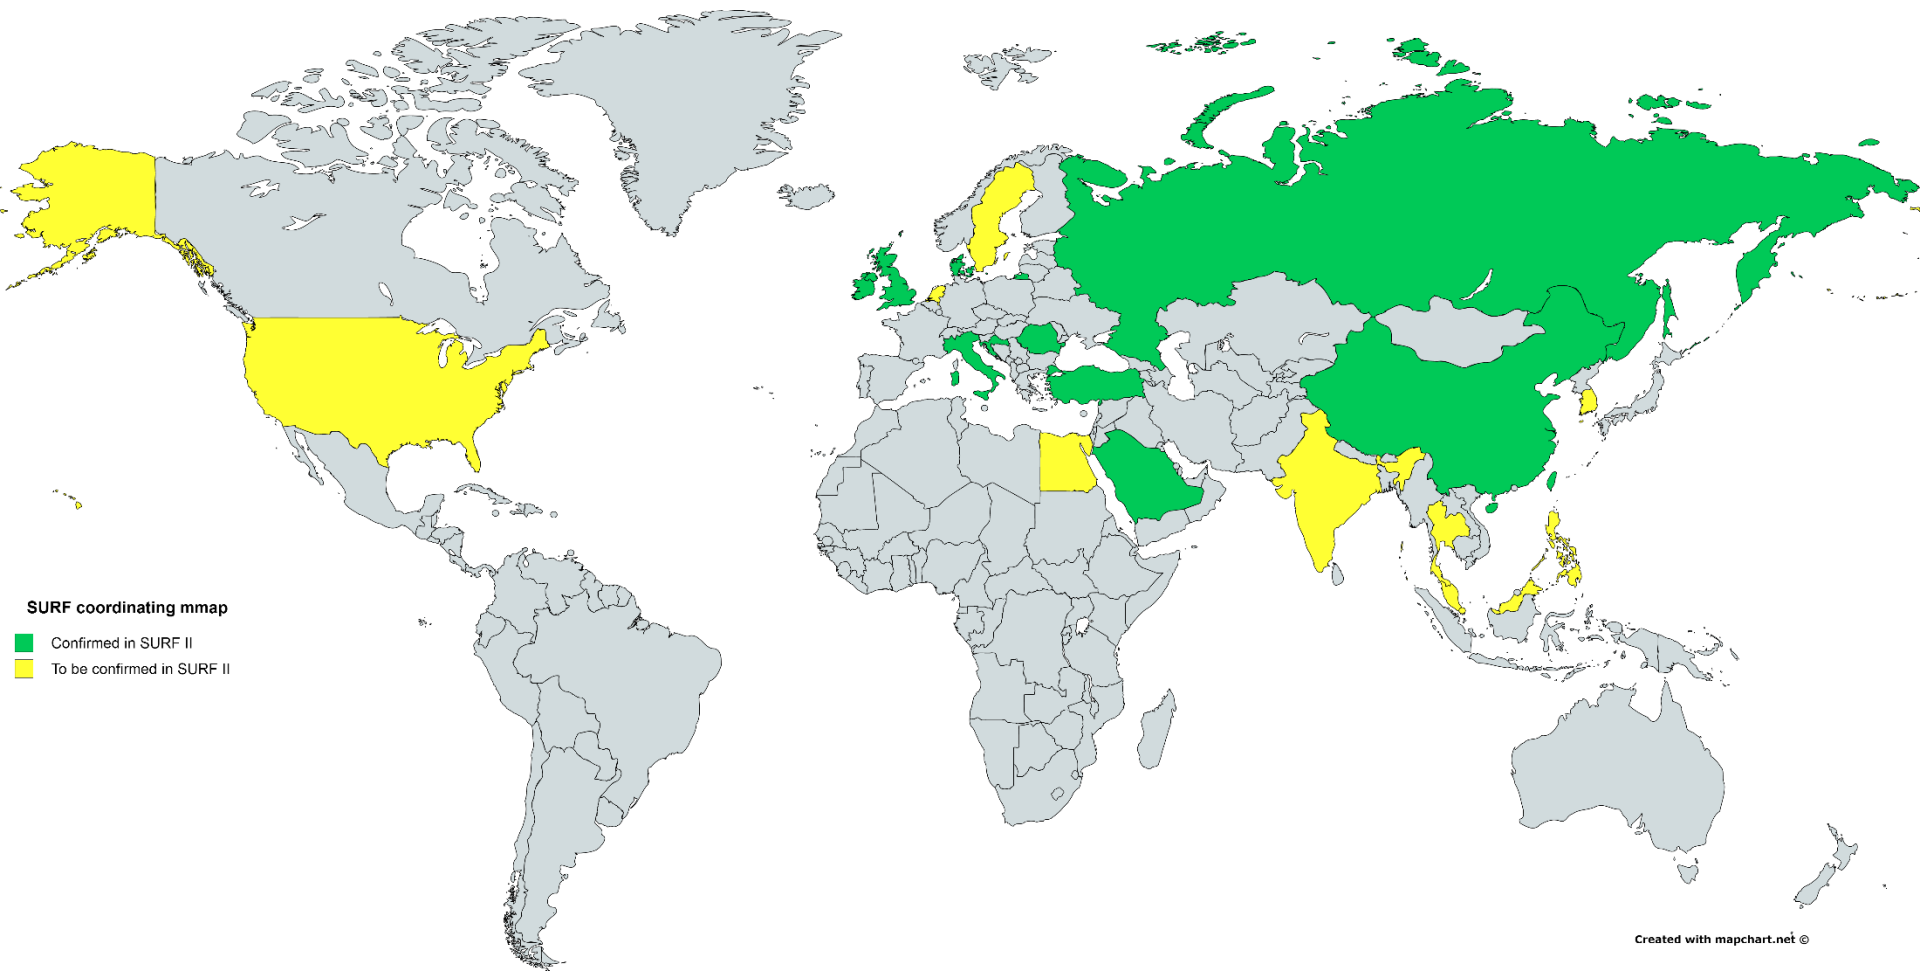 SURF coordinating mmap
Confirmed in SURF II
To be confirmed in SURF II
Created with mapchart.net ©